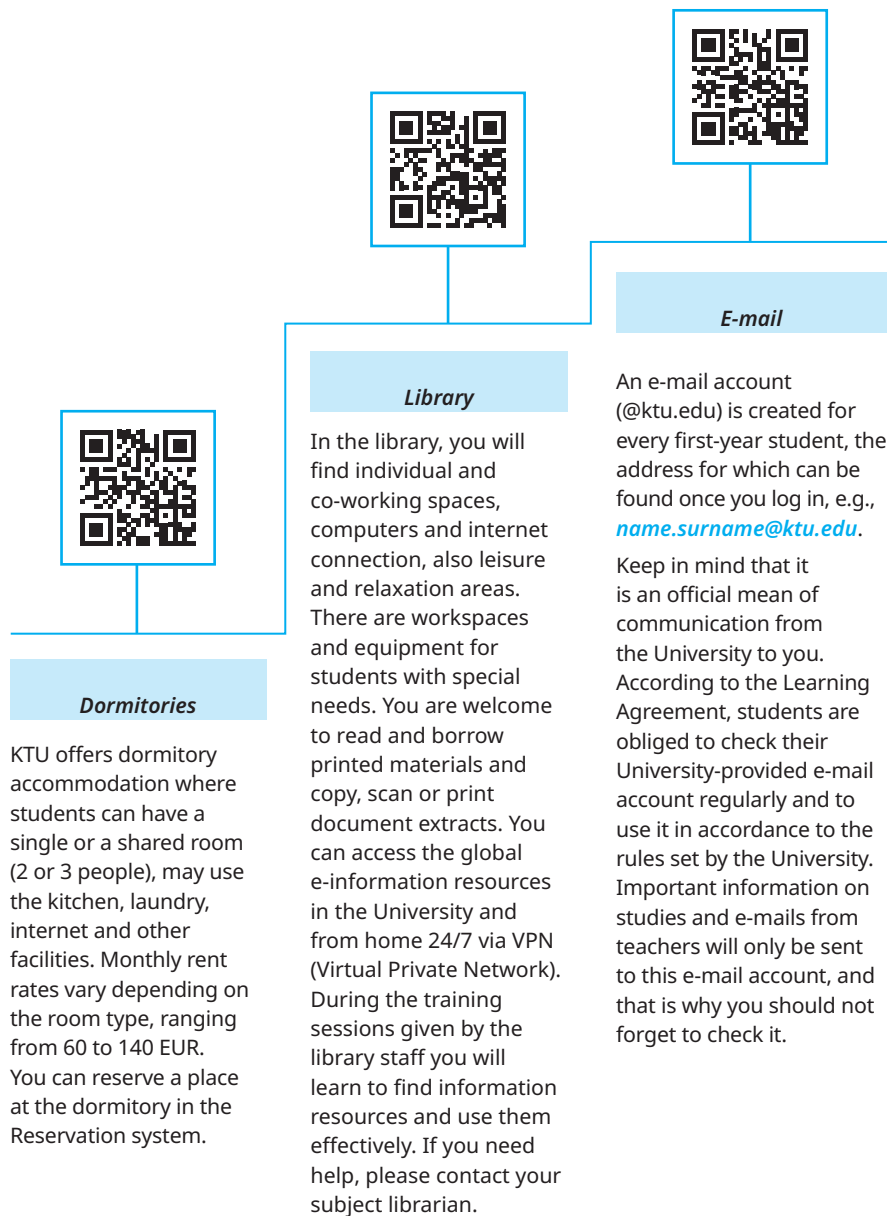 Dormitories
KTU offers dormitory
accommodation where
students can have a
single or a shared room
(2 or 3 people), may use
the kitchen, laundry,
internet and other
facilities. Monthly rent
rates vary depending on
the room type, ranging
from 60 to 140 EUR.
You can reserve a place
at the dormitory in the
Reservation system.
Library
In the library, you will
find individual and
co-working spaces,
computers and internet
connection, also leisure
and relaxation areas.
There are workspaces
and equipment for
students with special
needs. You are welcome
to read and borrow
printed materials and
copy, scan or print
document extracts. You
can access the global
e-information resources
in the University and
from home 24/7 via VPN
(Virtual Private Network).
During the training
sessions given by the
library staff you will
learn to find information
resources and use them
effectively. If you need
help, please contact your
subject librarian.
E-mail
An e-mail account
(@ktu.edu) is created for
every first-year student, the
address for which can be
found once you log in, e.g.,
name.surname@ktu.edu.
Keep in mind that it
is an official mean of
communication from
the University to you.
According to the Learning
Agreement, students are
obliged to check their
University-provided e-mail
account regularly and to
use it in accordance to the
rules set by the University.
Important information on
studies and e-mails from
teachers will only be sent
to this e-mail account, and
that is why you should not
forget to check it.